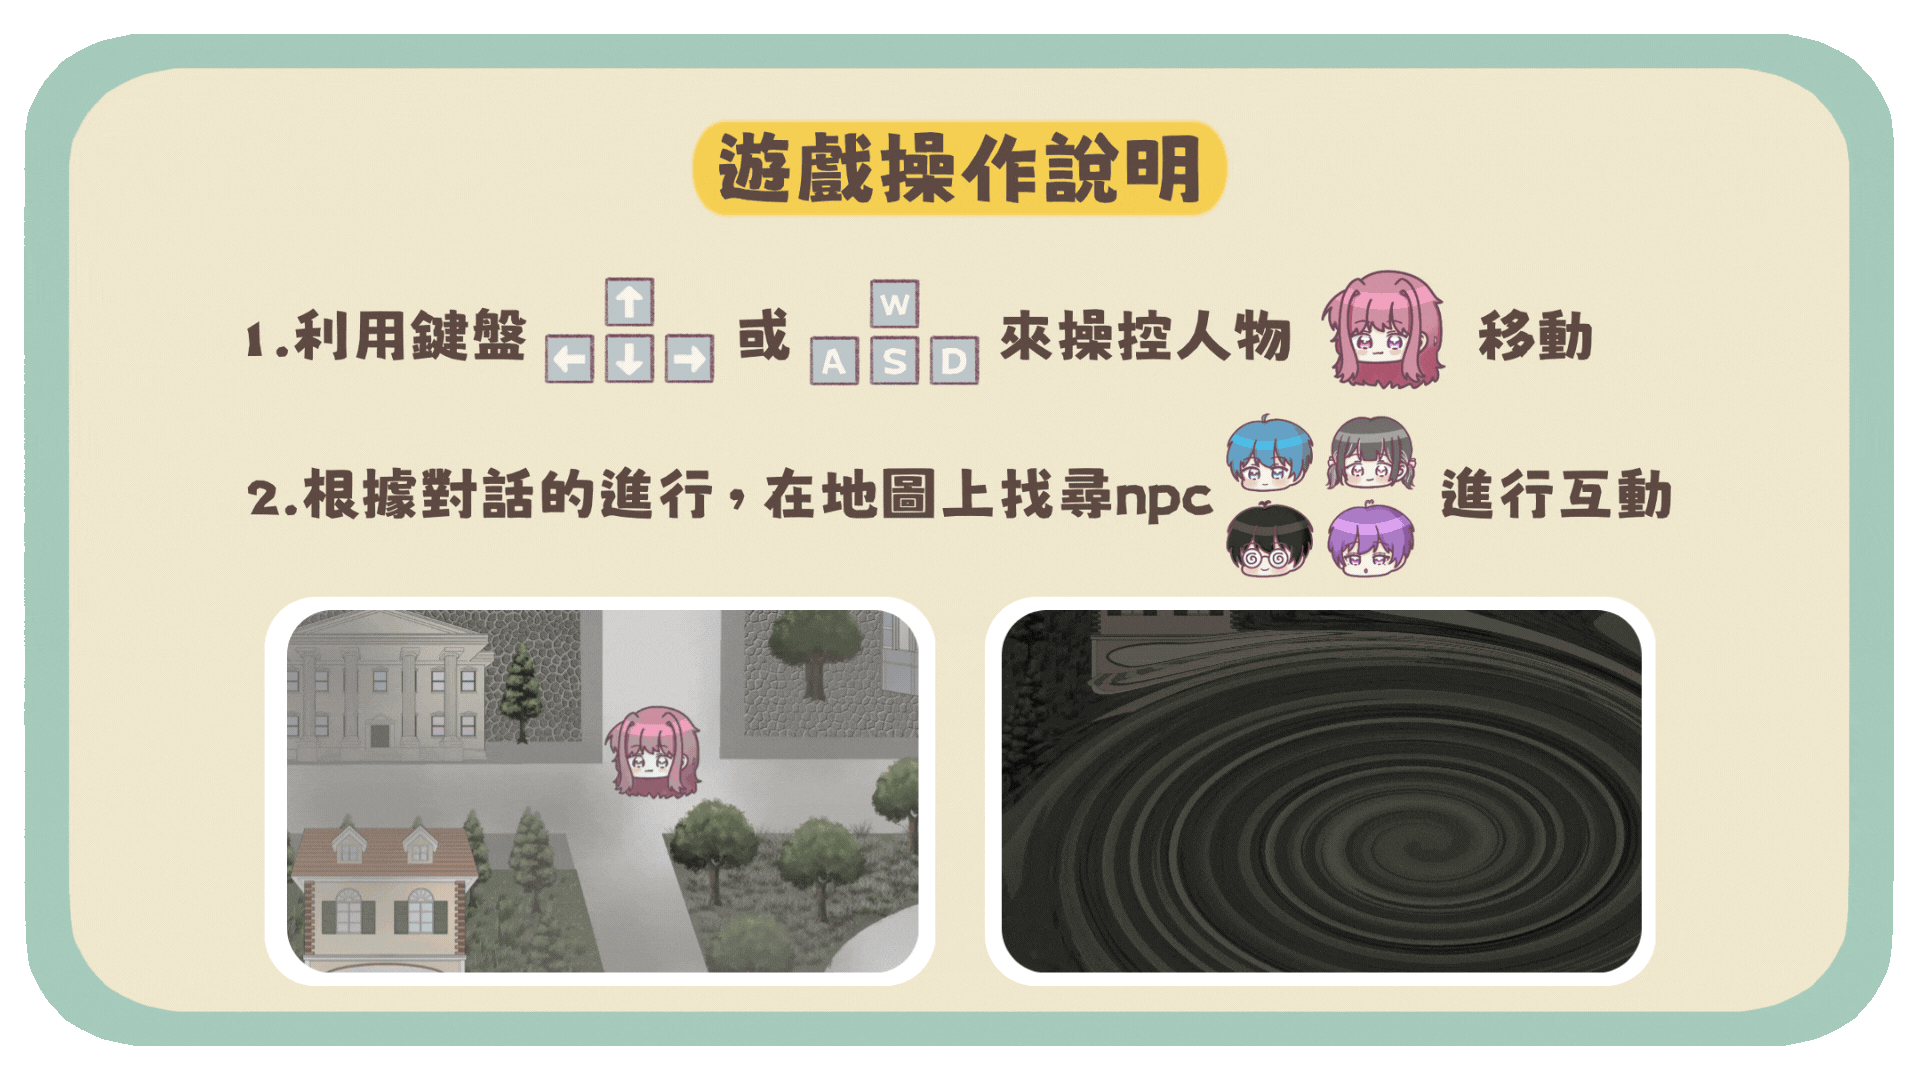 遊戲操作說明
1.利用鍵盤 ↑ ← ↓ → 或 W A S D 來操控人物 移動
2.根據對話的進行，在地圖上找尋npc 進行互動